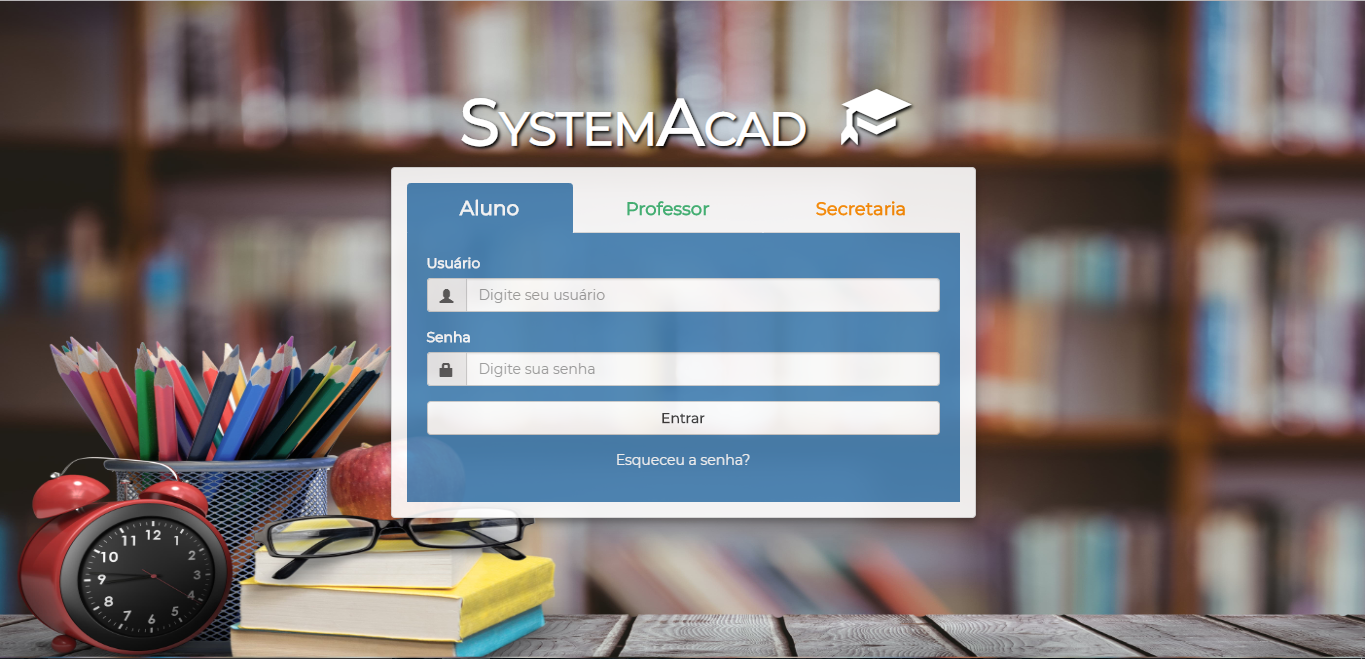 SystemAcad
Aluno Professor Secretaria
Usuário
Digite seu usuário
Senha
Digite sua senha
Entrar
Esqueceu a senha?
12
11 1
10 2
9 3
8 4
7 5
6